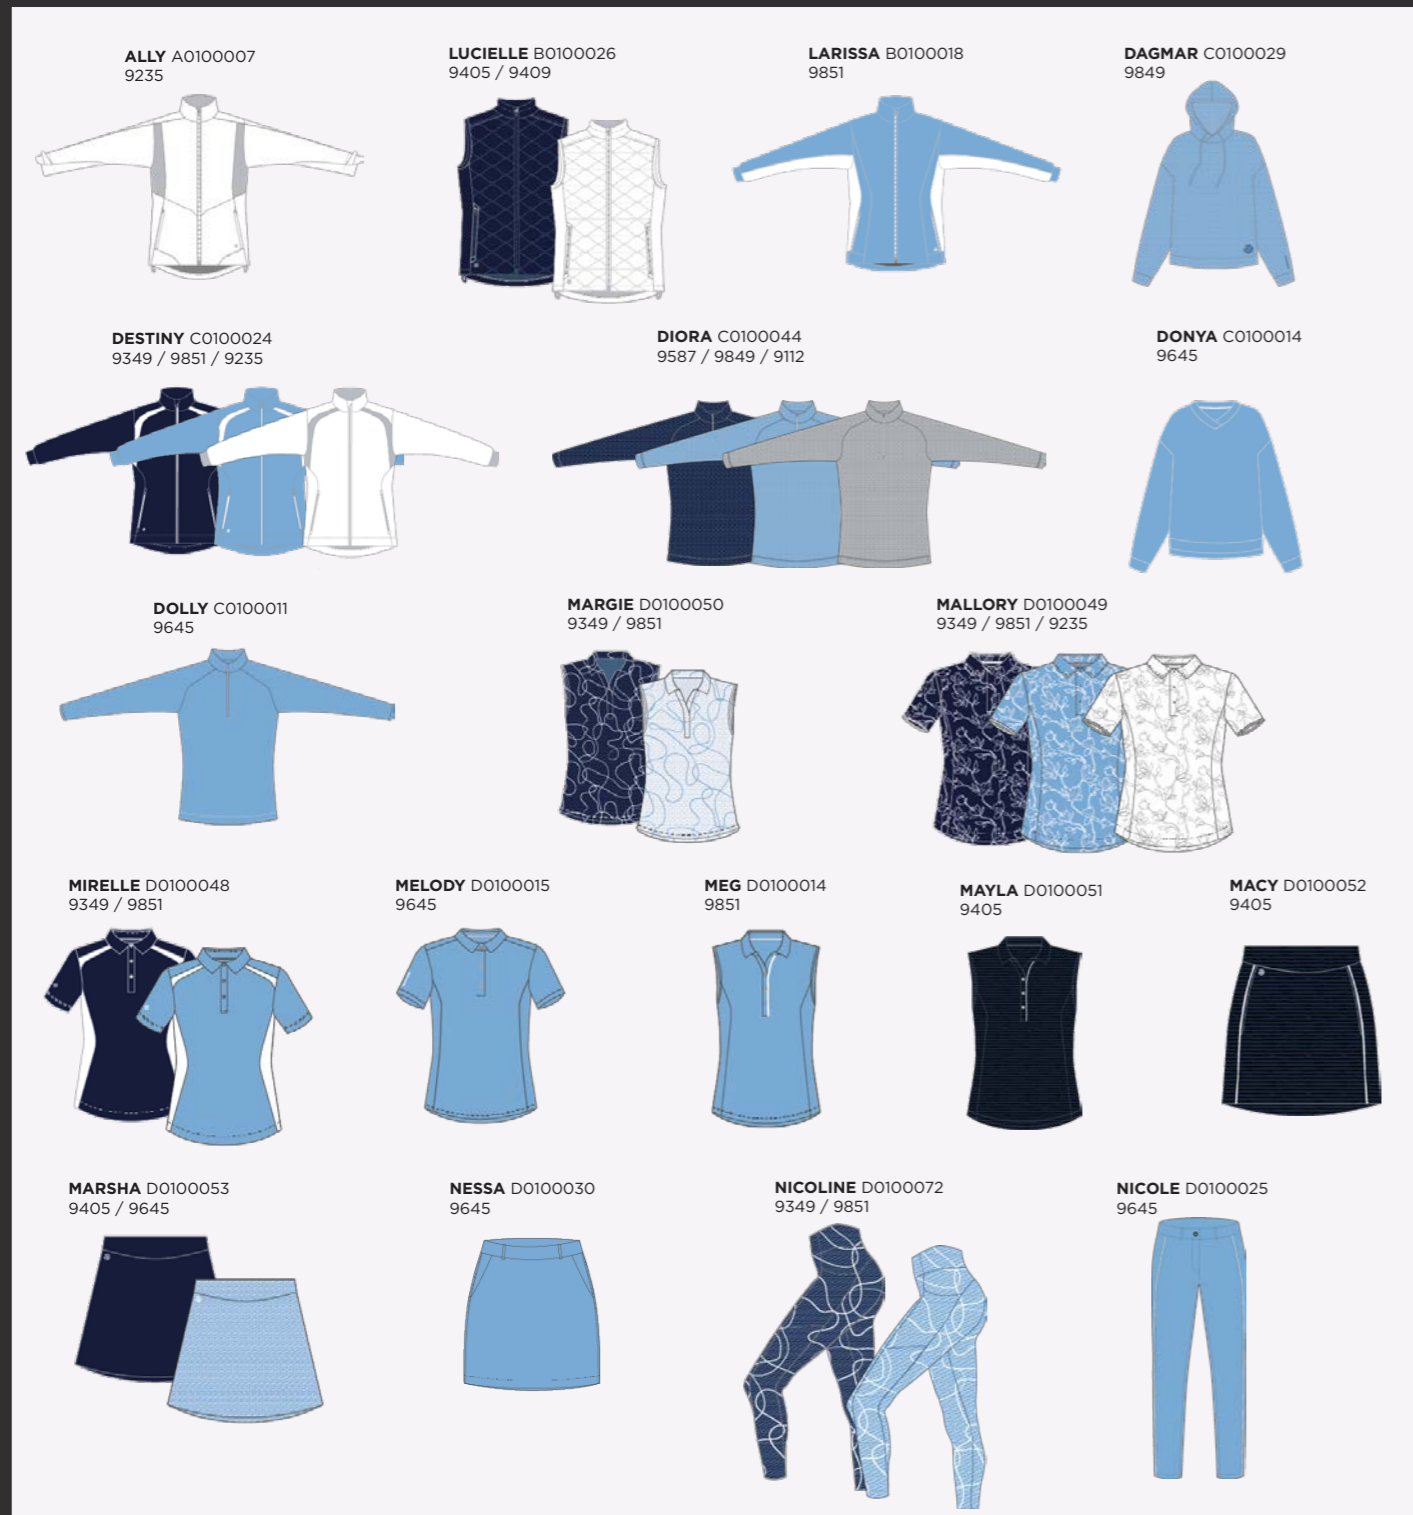 ALLY A0100007
9235
LUCIELLE B0100026
9405 / 9409
LARISSA B0100018
9851
DAGMAR C0100029
9849
DESTINY C0100024
9349 / 9851 / 9235
DIORA C0100044
9587 / 9849 / 9112
DONYA C0100014
9645
DOLLY C0100011
9645
MARGIE D0100050
9349 / 9851
MALLORY D0100049
9349 / 9851 / 9235
MIRELLE D0100048
9349 / 9851
MELODY D0100015
9645
MEG D0100014
9851
MAYLA D0100051
9405
MACY D0100052
9405
MARSHA D0100053
9405 / 9645
NESSA D0100030
9645
NICOLINE D0100072
9349 / 9851
NICOLE D0100025
9645